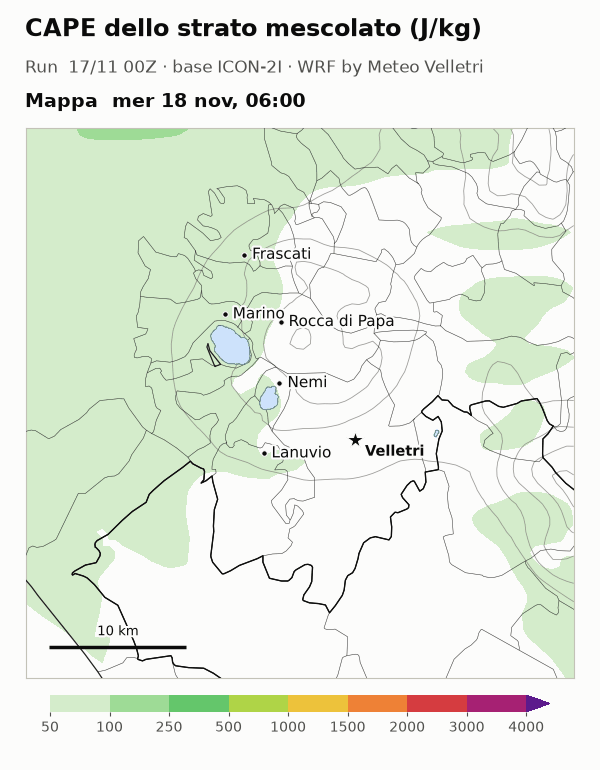 CAPE dello strato mescolato (J/kg)
Run  17/11 00Z · base ICON-2I · WRF by Meteo Velletri
Mappa  mer 18 nov, 06:00
Frascati
Marino
Rocca di Papa
Nemi
Velletri
Lanuvio
10 km
50 100 250 500 1000 1500 2000 3000 4000